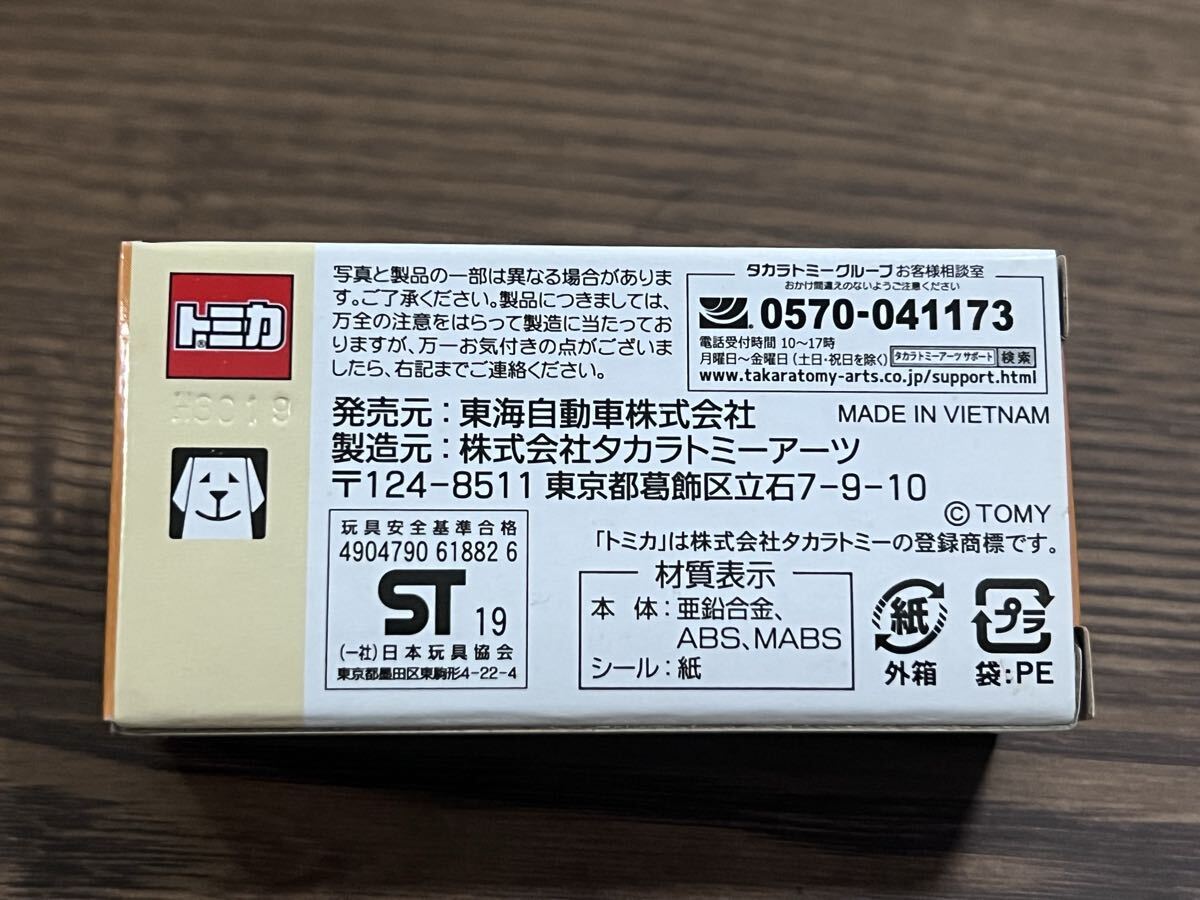 トミカ
®
写真と製品の一部は異なる場合がありま
す。ご了承ください。製品につきましては、
万全の注意をはらって製造に当たってお
りますが、万一お気付きの点がございま
したら、右記までご連絡ください。
タカラトミーグループお客様相談室
おかけ間違えのないようご注意ください
0570-041173
電話受付時間 10〜17時
月曜日〜金曜日(土日・祝日を除く) タカラトミーアーツ サポート 検索
www.takaratomy-arts.co.jp/support.html
発売元:東海自動車株式会社
MADE IN VIETNAM
製造元:株式会社タカラトミーアーツ
〒124-8511 東京都葛飾区立石7-9-10
© TOMY
「トミカ」は株式会社タカラトミーの登録商標です。
玩具安全基準合格
4904790 61882 6
ST 19
(一社)日本玩具協会
東京都墨田区東駒形4-22-4
材質表示
本 体:亜鉛合金、
ABS、MABS
シール:紙
紙
外箱
プラ
袋:PE